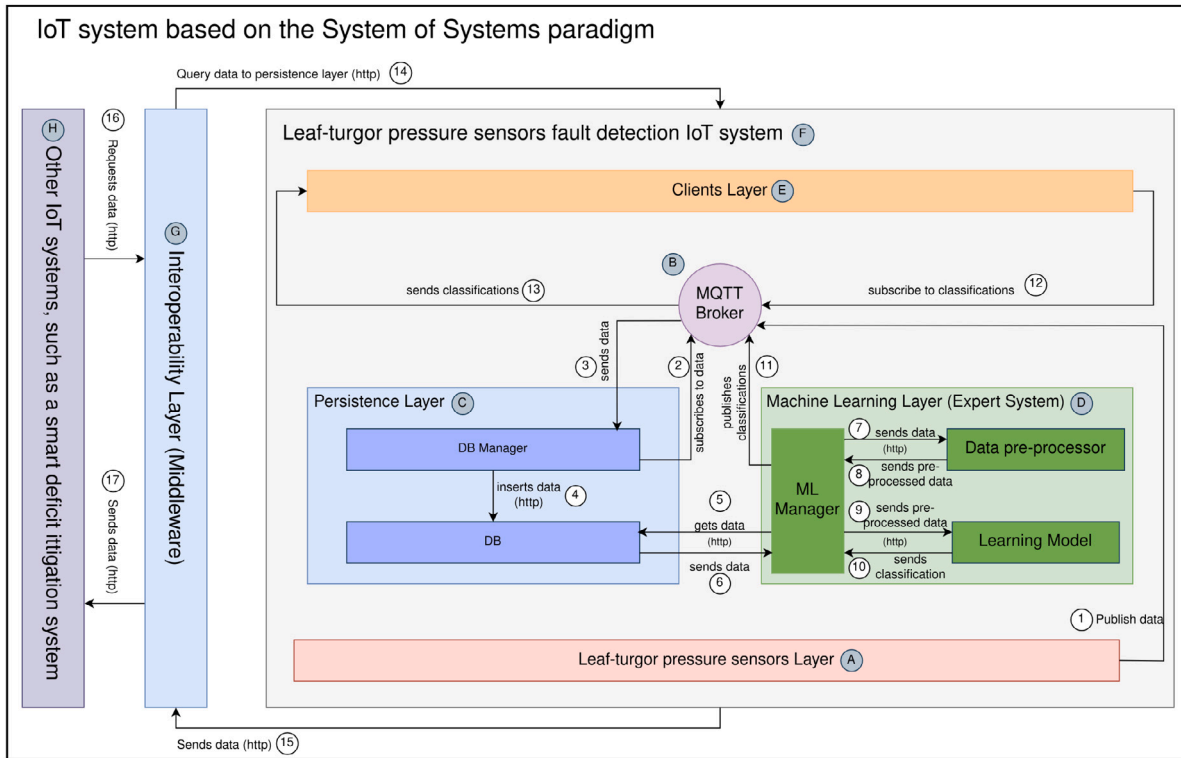 IoT system based on the System of Systems paradigm
Query data to persistence layer (http) 14
H Other IoT systems, such as a smart deficit ittigation system
16 Requests data (http)
17 Sends data (http)
G Interoperability Layer (Middleware)
Leaf-turgor pressure sensors fault detection IoT system F
Clients Layer E
B
MQTT
Broker
sends classifications 13
subscribe to classifications 12
3 sends data
2 subscribes to data
11
publishes
classifications
Persistence Layer C
DB Manager
inserts data
(http)
4
DB
5
gets data
(http)
sends data
6
Machine Learning Layer (Expert System) D
ML
Manager
7 sends data
(http)
8 sends pre-
processed data
Data pre-processor
9 sends pre-
processed data
(http)
10 sends
classification
Learning Model
1 Publish data
Leaf-turgor pressure sensors Layer A
Sends data (http) 15